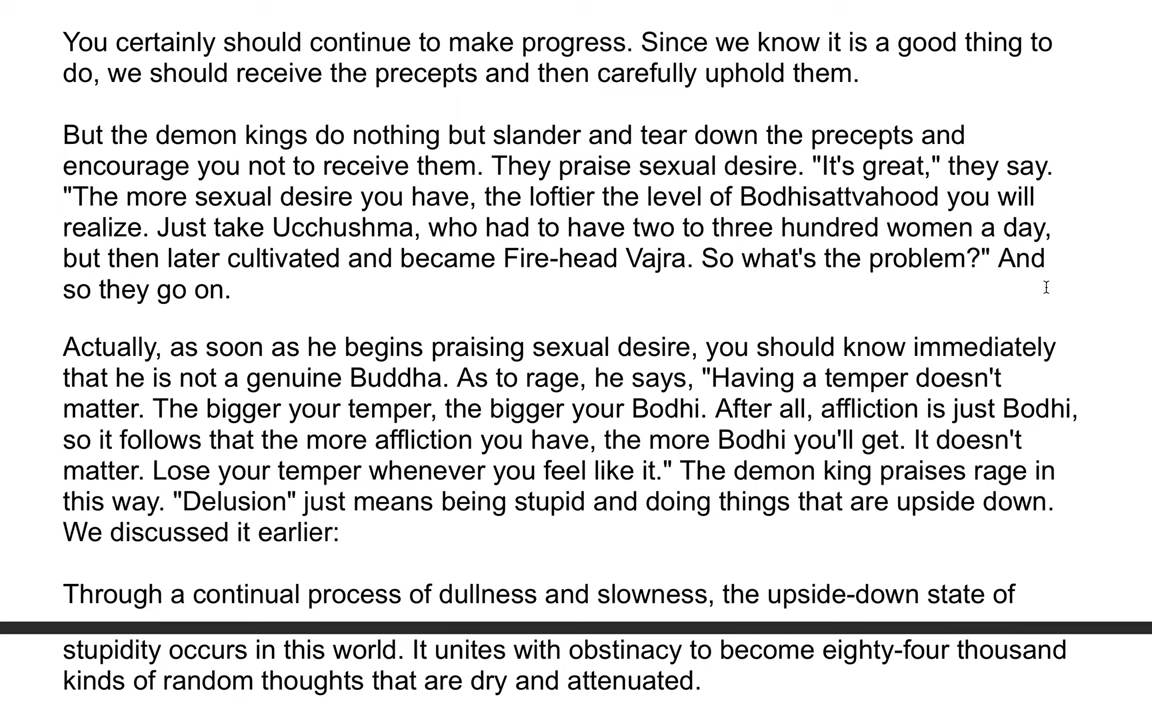 You certainly should continue to make progress. Since we know it is a good thing to
do, we should receive the precepts and then carefully uphold them.
But the demon kings do nothing but slander and tear down the precepts and
encourage you not to receive them. They praise sexual desire. "It's great," they say.
"The more sexual desire you have, the loftier the level of Bodhisattvahood you will
realize. Just take Ucchushma, who had to have two to three hundred women a day,
but then later cultivated and became Fire-head Vajra. So what's the problem?" And
so they go on.
Actually, as soon as he begins praising sexual desire, you should know immediately
that he is not a genuine Buddha. As to rage, he says, "Having a temper doesn't
matter. The bigger your temper, the bigger your Bodhi. After all, affliction is just Bodhi,
so it follows that the more affliction you have, the more Bodhi you'll get. It doesn't
matter. Lose your temper whenever you feel like it." The demon king praises rage in
this way. "Delusion" just means being stupid and doing things that are upside down.
We discussed it earlier:
Through a continual process of dullness and slowness, the upside-down state of
stupidity occurs in this world. It unites with obstinacy to become eighty-four thousand
kinds of random thoughts that are dry and attenuated.